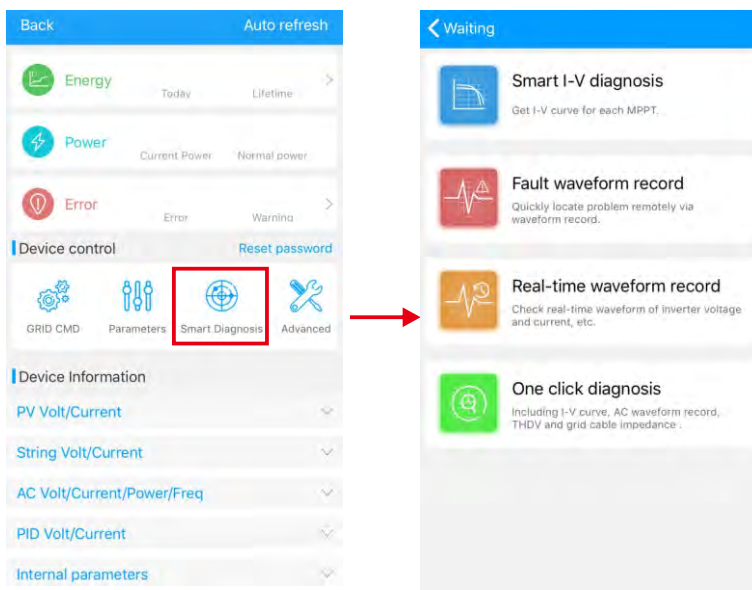 Back Auto refresh
Energy
Today Lifetime
Power
Current Power Normal power
Error
Error Warning
Device control Reset password
GRID CMD Parameters Smart Diagnosis Advanced
Device Information
PV Volt/Current
String Volt/Current
AC Volt/Current/Power/Freq
PID Volt/Current
Internal parameters
Waiting
Smart I-V diagnosis
Get I-V curve for each MPPT.
Fault waveform record
Quickly locate problem remotely via
waveform record.
Real-time waveform record
Check real-time waveform of inverter voltage
and current, etc.
One click diagnosis
Including I-V curve, AC waveform record,
THDV and grid cable impedance .